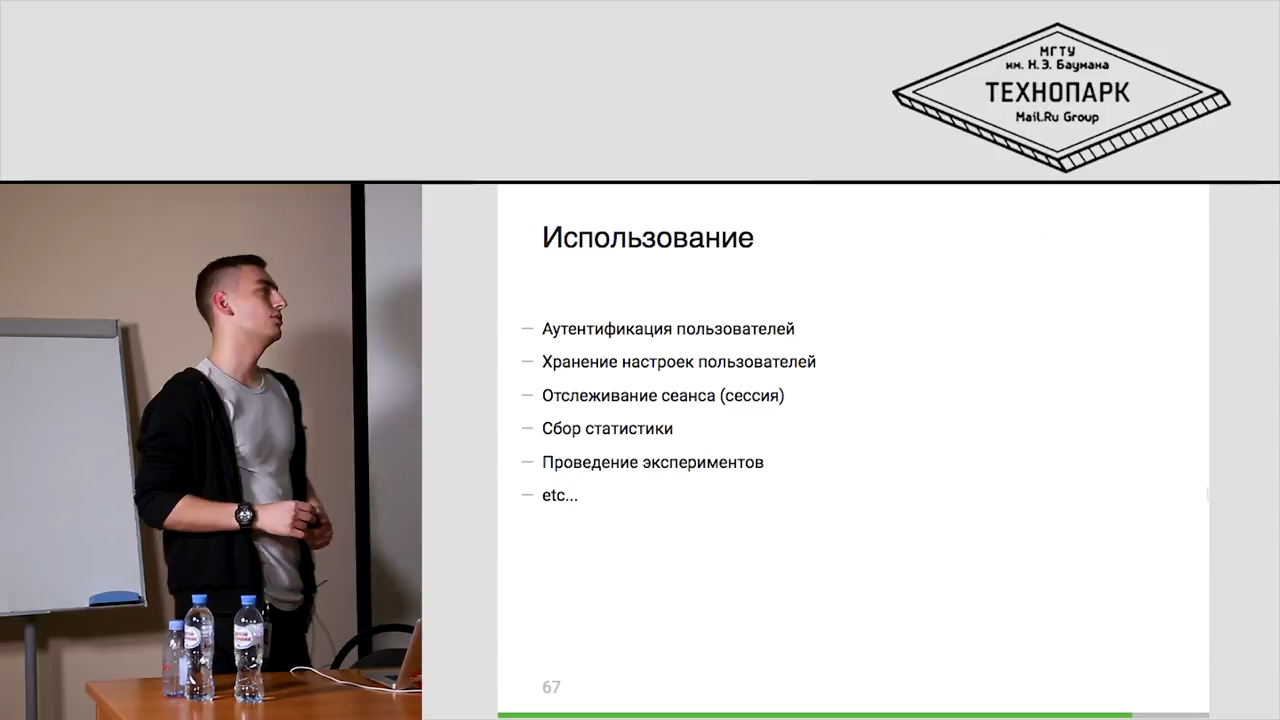 МГТУ
им. Н.Э. Баумана
ТЕХНОПАРК
Mail.Ru Group
Использование
— Аутентификация пользователей
— Хранение настроек пользователей
— Отслеживание сеанса (сессия)
— Сбор статистики
— Проведение экспериментов
— etc...
67